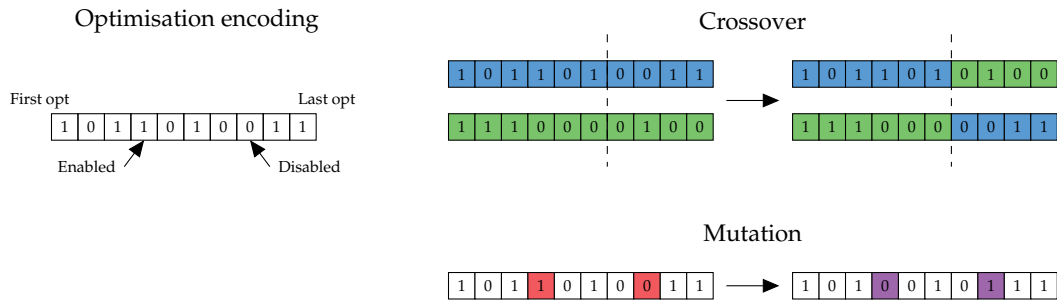 Optimisation encoding
First opt
Last opt
1 0 1 1 0 1 0 0 1 1
Enabled
Disabled
Crossover
1 0 1 1 0 1 0 0 1 1
1 0 1 1 0 1 0 1 0 0
1 1 1 0 0 0 0 1 0 0
1 1 1 0 0 0 0 0 1 1
Mutation
1 0 1 1 0 1 0 0 1 1
1 0 1 0 0 1 0 1 1 1